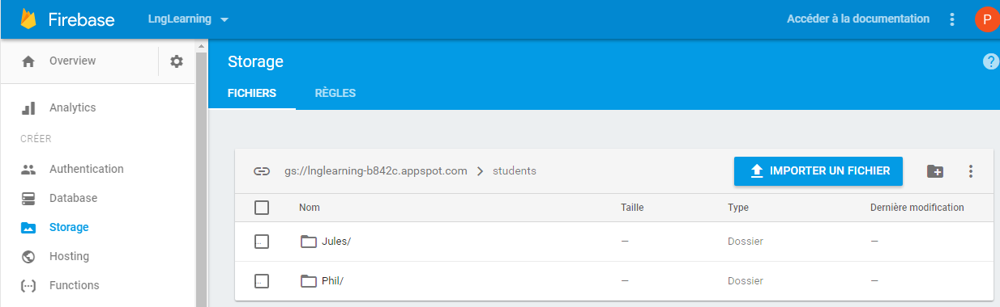 Firebase LngLearning Accéder à la documentation P
Overview
Storage ?
FICHIERS RÈGLES
Analytics
CRÉER
Authentication
Database
Storage
Hosting
Functions
gs://lnglearning-b842c.appspot.com > students IMPORTER UN FICHIER
Nom Taille Type Dernière modification
... Jules/ — Dossier —
... Phil/ — Dossier —